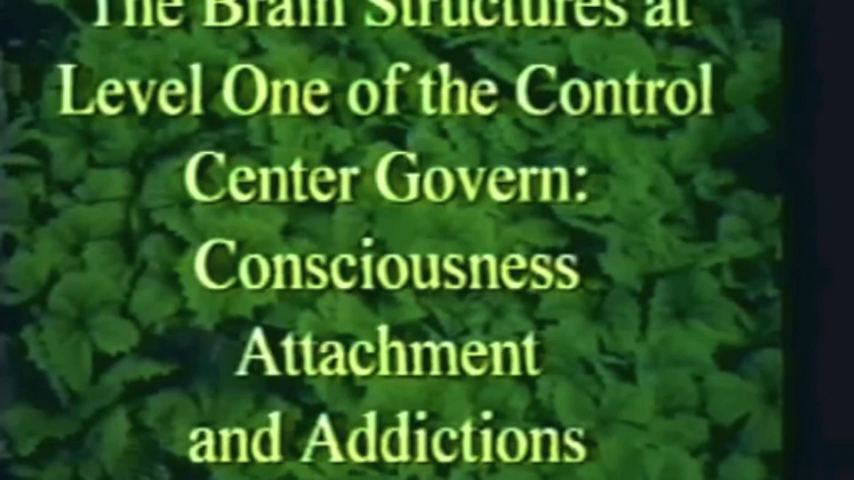 The Brain Structures at
Level One of the Control
Center Govern:
Consciousness
Attachment
and Addictions